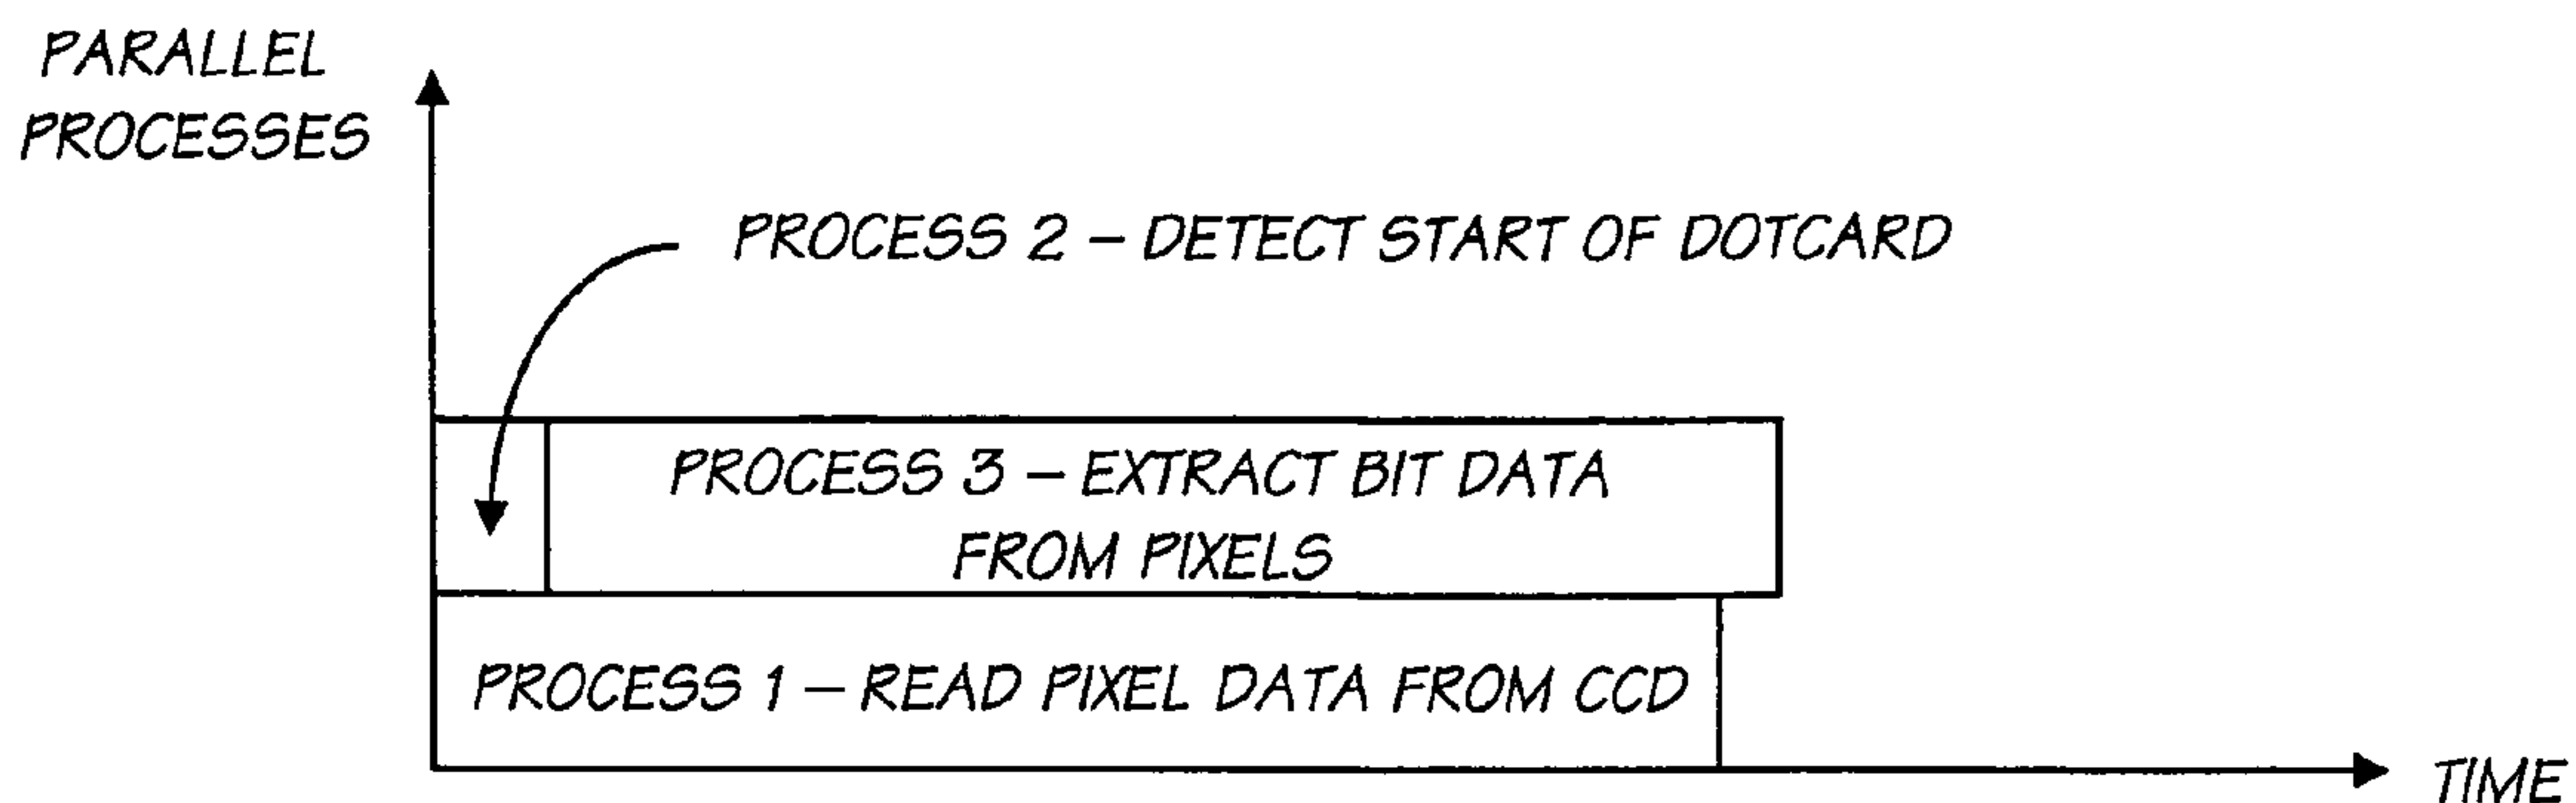 PARALLEL
PROCESSES
PROCESS 2 – DETECT START OF DOTCARD
PROCESS 3 – EXTRACT BIT DATA
FROM PIXELS
PROCESS 1 – READ PIXEL DATA FROM CCD
TIME